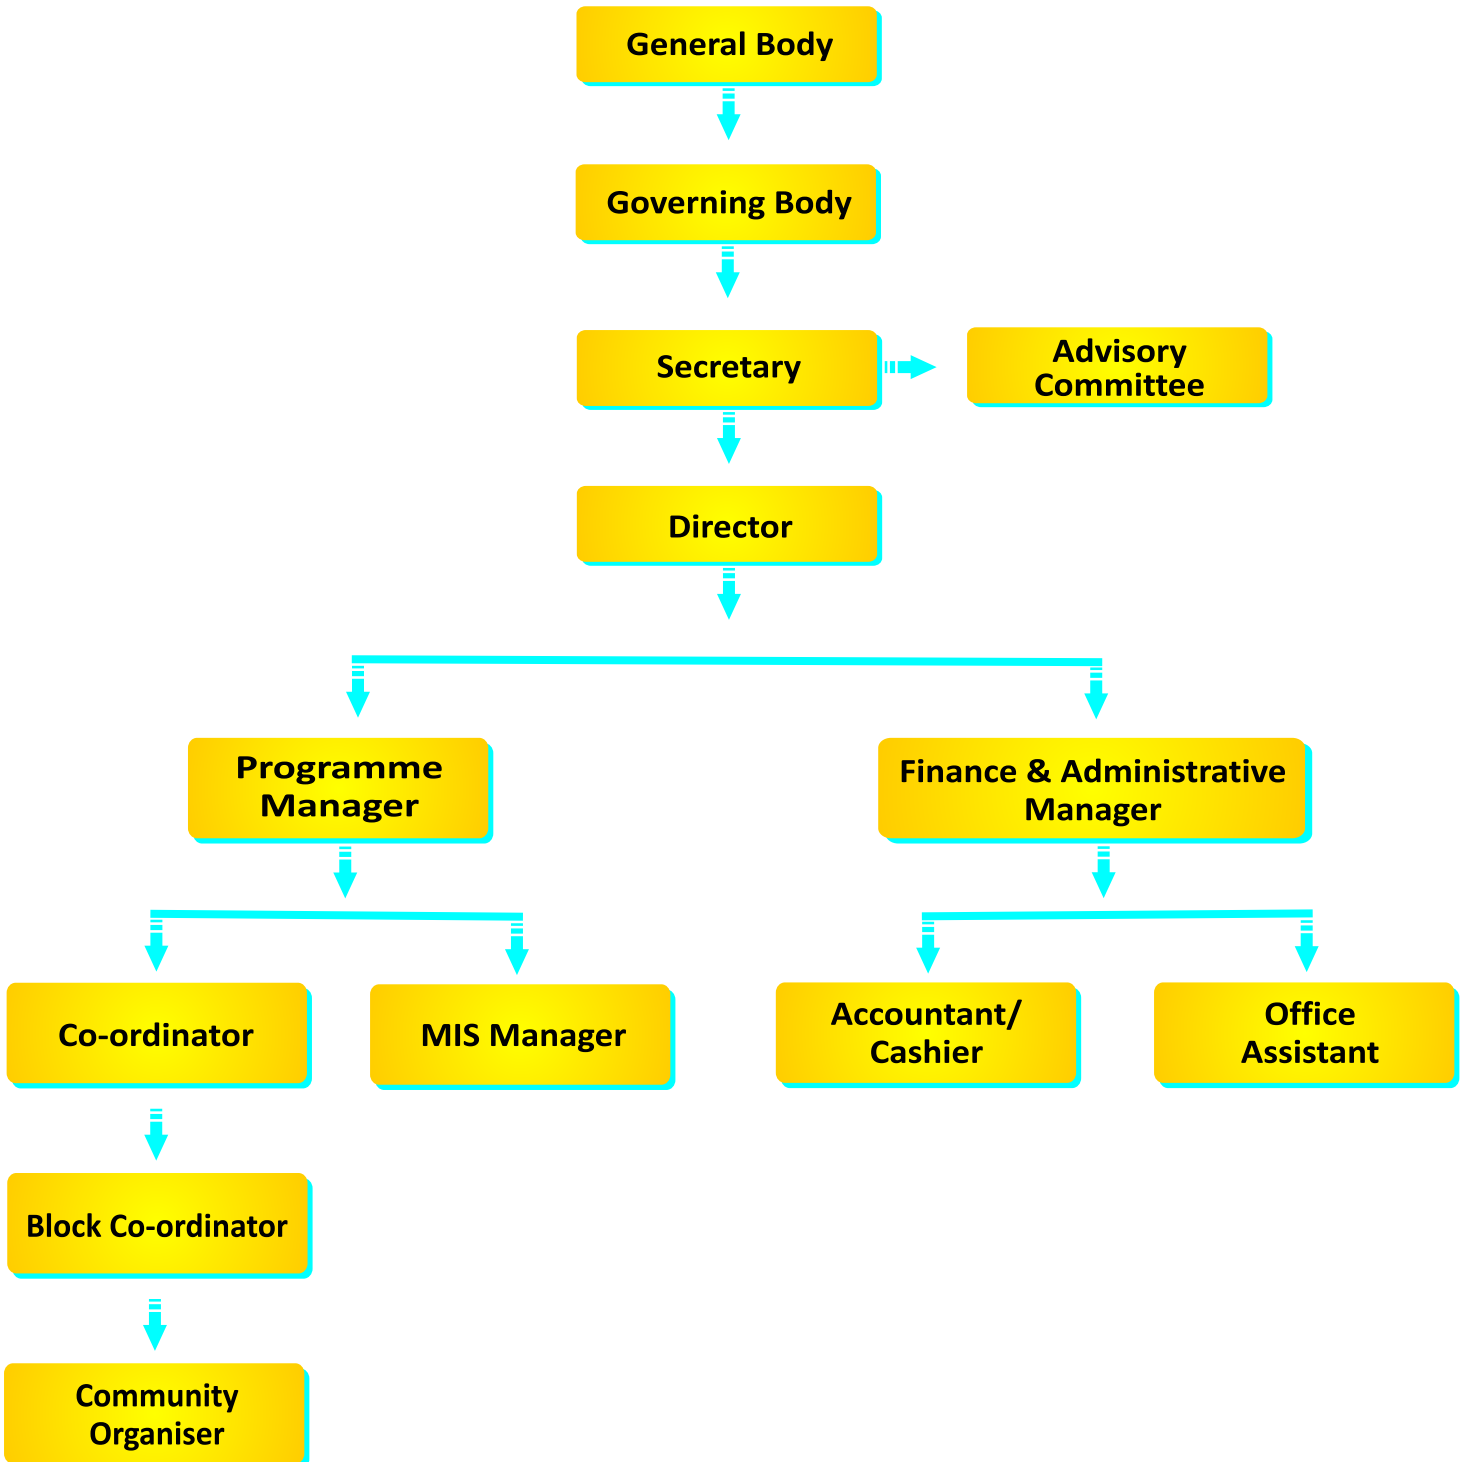 General Body
Governing Body
Secretary
Advisory
Committee
Director
Programme
Manager
Finance & Administrative
Manager
Co-ordinator
MIS Manager
Accountant/
Cashier
Office
Assistant
Block Co-ordinator
Community
Organiser